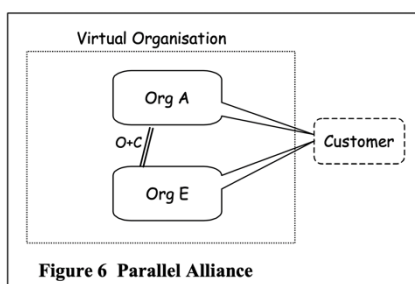 Virtual Organisation
Org A
O+C
Customer
Org E
Figure 6 Parallel Alliance